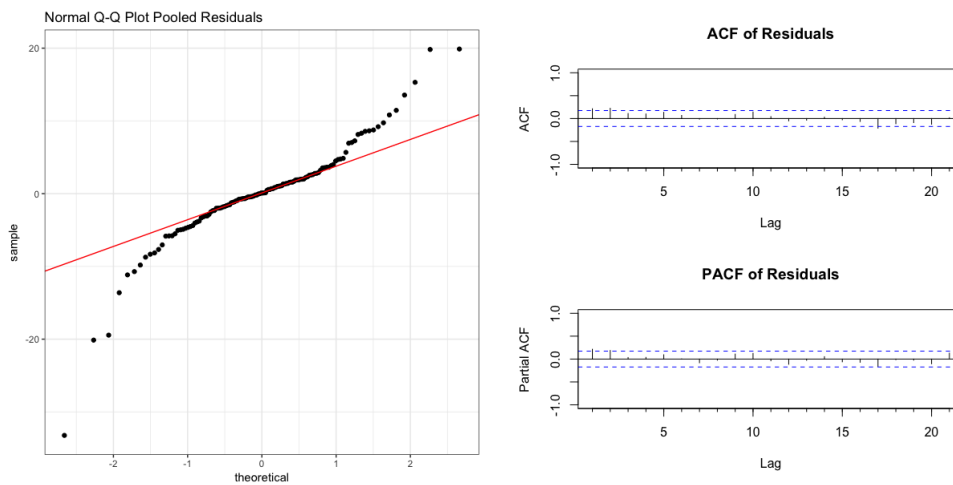 Normal Q-Q Plot Pooled Residuals
20
0
-20
sample
-2
-1
0
1
2
theoretical
ACF of Residuals
1.0
0.0
-1.0
ACF
5
10
15
20
Lag
PACF of Residuals
1.0
0.0
-1.0
Partial ACF
5
10
15
20
Lag